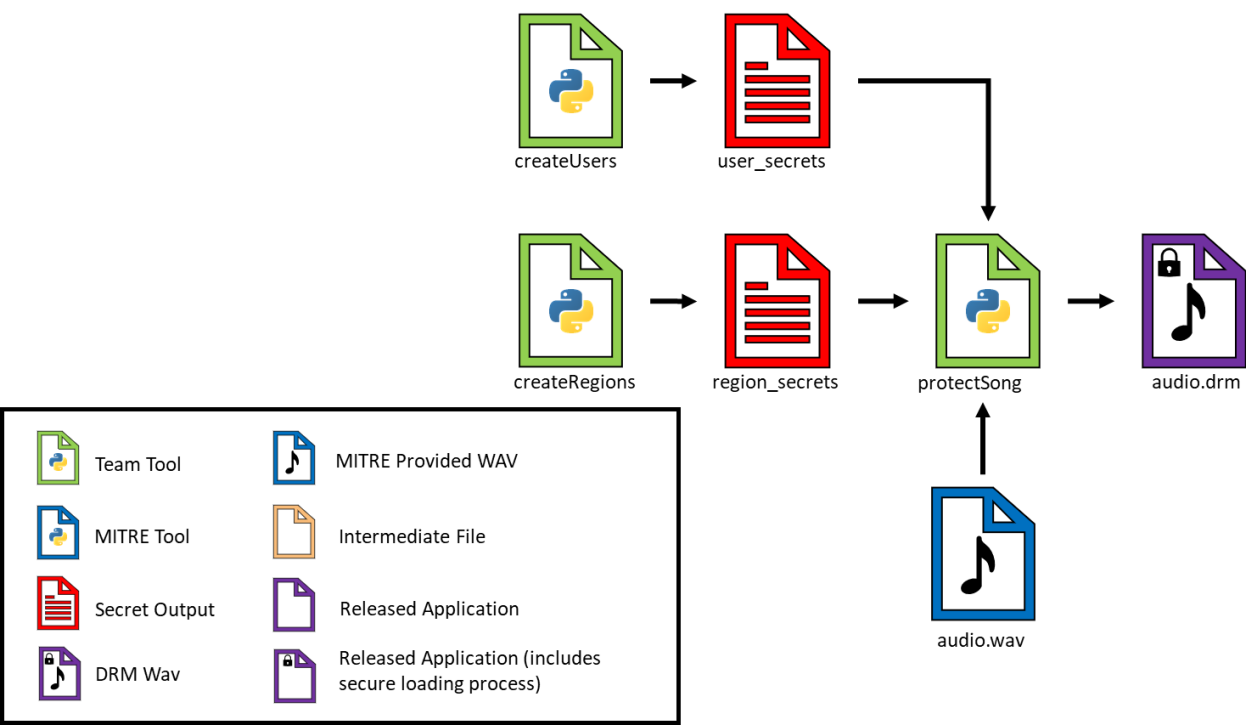 createUsers
user_secrets
createRegions
region_secrets
protectSong
audio.drm
audio.wav
Team Tool
MITRE Provided WAV
MITRE Tool
Intermediate File
Secret Output
Released Application
DRM Wav
Released Application (includes
secure loading process)